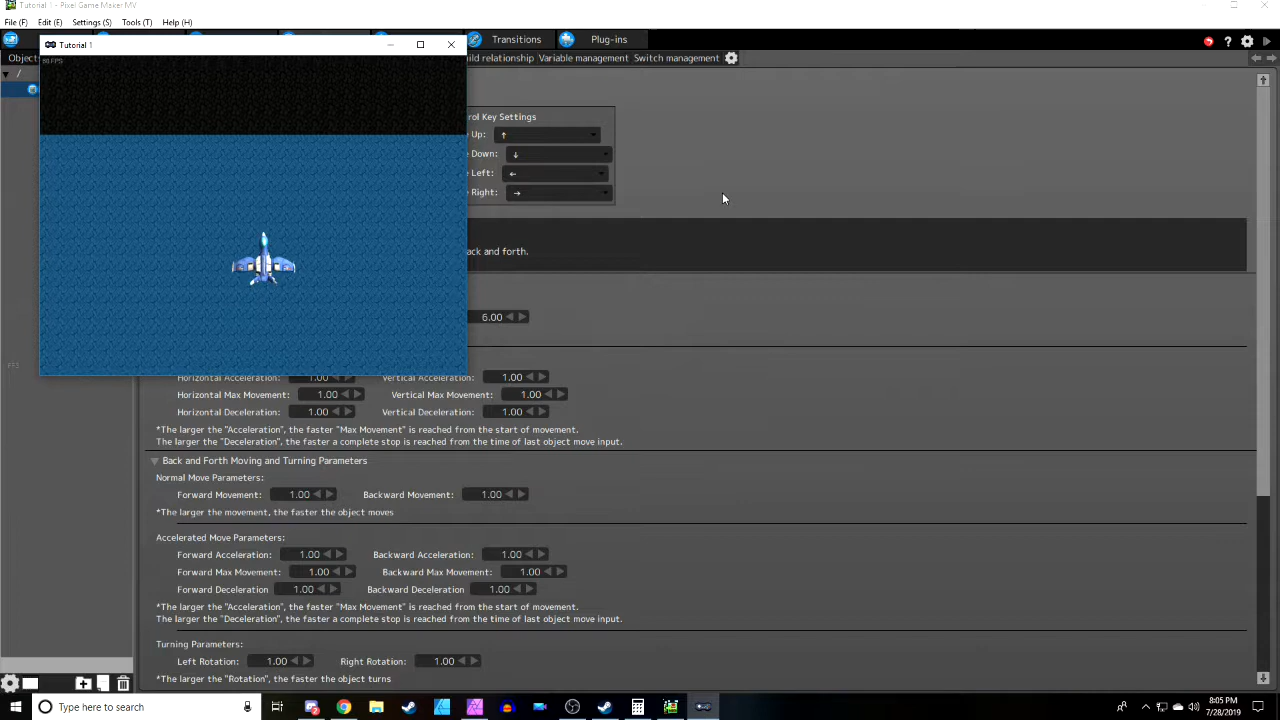 Tutorial 1 - Pixel Game Maker MV
File (F) Edit (E) Settings (S) Tools (T) Help (H)
Tutorial 1
Transitions Plug-ins
Object
ild relationship Variable management Switch management
60 FPS
/
rol Key Settings
Up: ↑
Down: ↓
Left: ←
Right: →
ack and forth.
6.00
Horizontal Acceleration: 1.00 Vertical Acceleration: 1.00
Horizontal Max Movement: 1.00 Vertical Max Movement: 1.00
Horizontal Deceleration: 1.00 Vertical Deceleration: 1.00
*The larger the "Acceleration", the faster "Max Movement" is reached from the start of movement.
The larger the "Deceleration", the faster a complete stop is reached from the time of last object move input.
Back and Forth Moving and Turning Parameters
Normal Move Parameters:
Forward Movement: 1.00 Backward Movement: 1.00
*The larger the movement, the faster the object moves
Accelerated Move Parameters:
Forward Acceleration: 1.00 Backward Acceleration: 1.00
Forward Max Movement: 1.00 Backward Max Movement: 1.00
Forward Deceleration 1.00 Backward Deceleration 1.00
*The larger the "Acceleration", the faster "Max Movement" is reached from the start of movement.
The larger the "Deceleration", the faster a complete stop is reached from the time of last object move input.
Turning Parameters:
Left Rotation: 1.00 Right Rotation: 1.00
*The larger the "Rotation", the faster the object turns
Type here to search
8:05 PM
7/28/2019